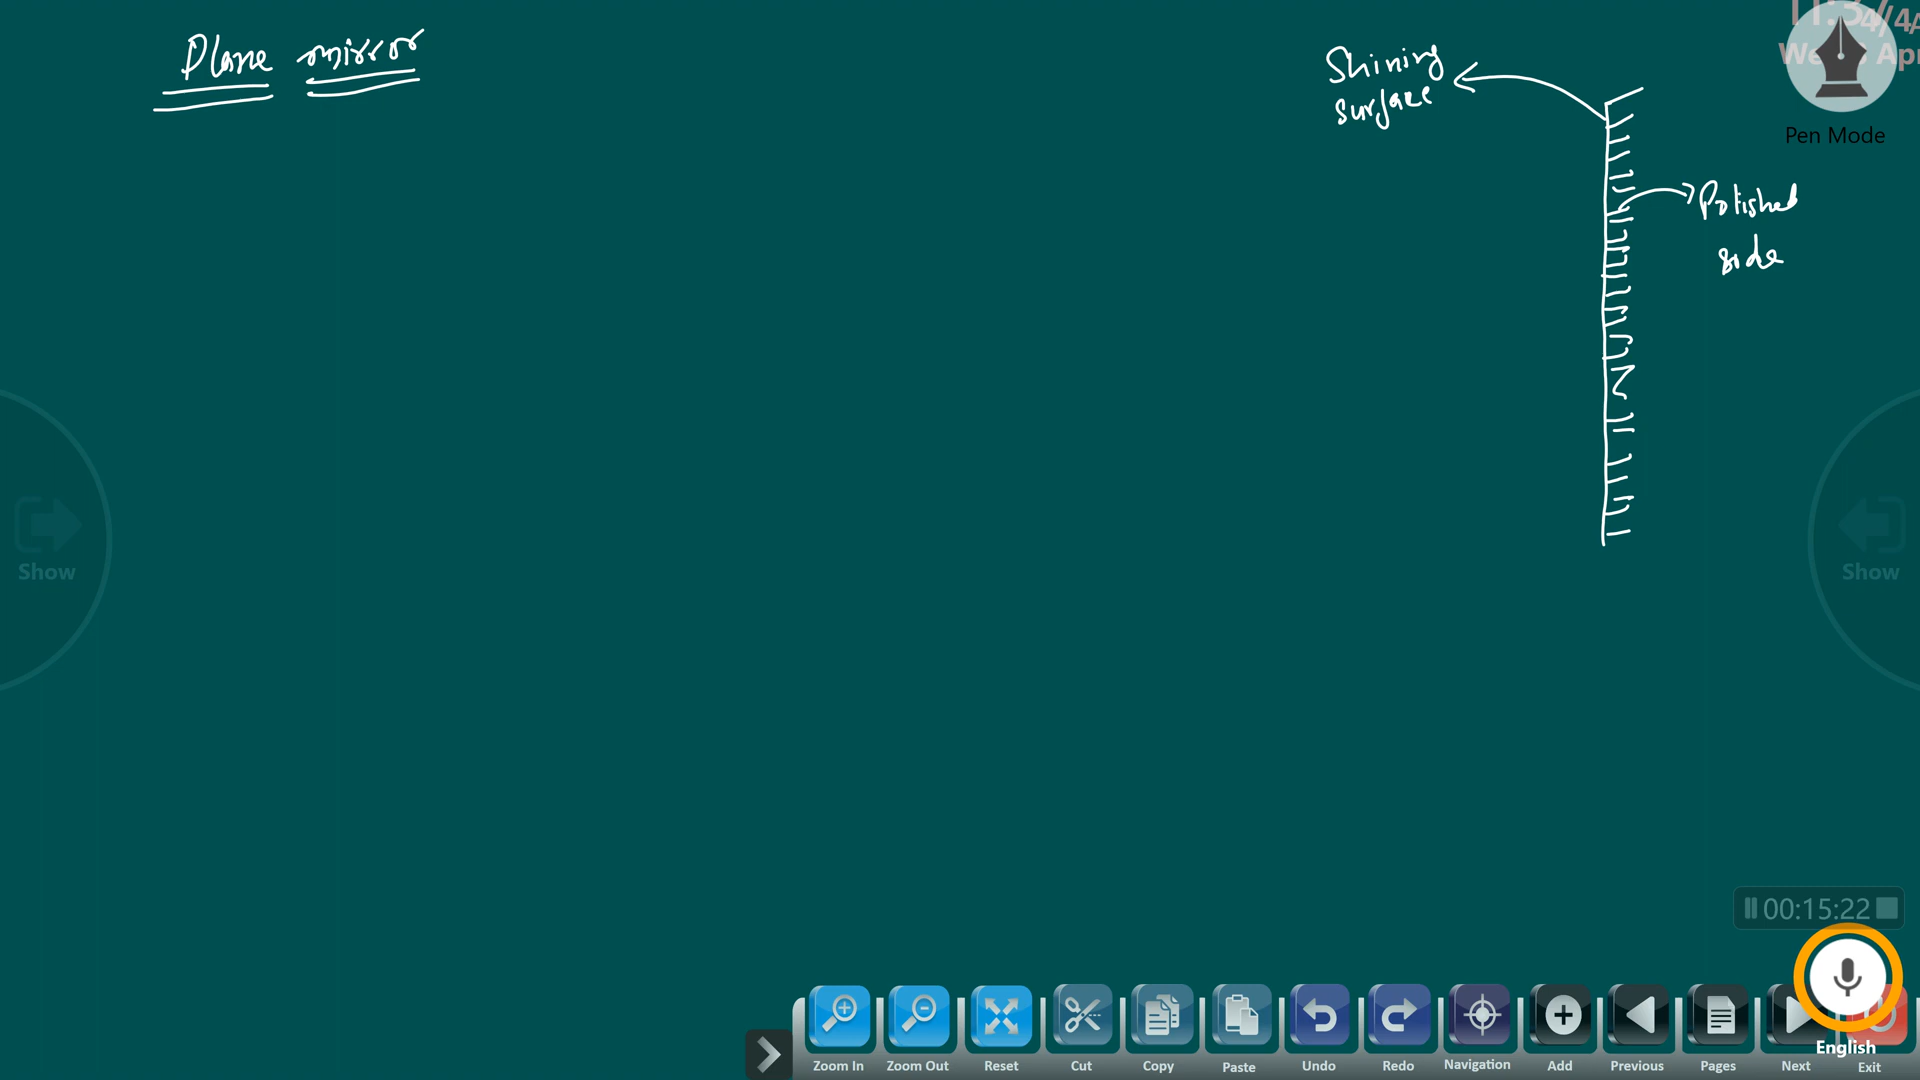 Plane mirror
Shining
surface
Polished
side
Pen Mode
Show
Show
00:15:22
Zoom In
Zoom Out
Reset
Cut
Copy
Paste
Undo
Redo
Navigation
Add
Previous
Pages
Next
English
Exit